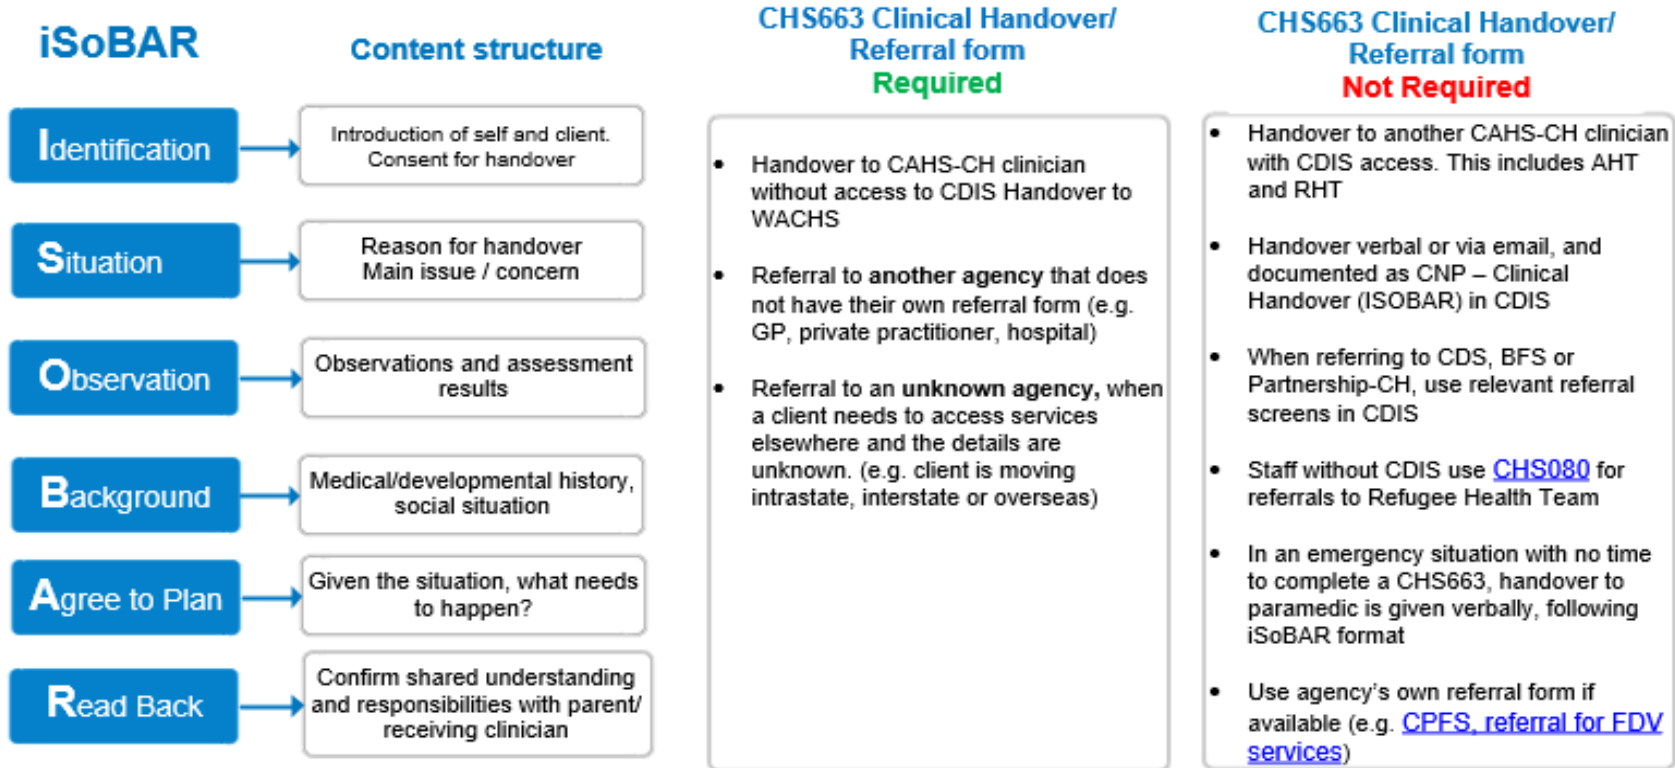 iSoBAR
Content structure
Identification
Introduction of self and client.
Consent for handover
Situation
Reason for handover
Main issue / concern
Observation
Observations and assessment
results
Background
Medical/developmental history,
social situation
Agree to Plan
Given the situation, what needs
to happen?
Read Back
Confirm shared understanding
and responsibilities with parent/
receiving clinician
CHS663 Clinical Handover/
Referral form
Required
• Handover to CAHS-CH clinician
without access to CDIS Handover to
WACHS
• Referral to another agency that does
not have their own referral form (e.g.
GP, private practitioner, hospital)
• Referral to an unknown agency, when
a client needs to access services
elsewhere and the details are
unknown. (e.g. client is moving
intrastate, interstate or overseas)
CHS663 Clinical Handover/
Referral form
Not Required
• Handover to another CAHS-CH clinician
with CDIS access. This includes AHT
and RHT
• Handover verbal or via email, and
documented as CNP – Clinical
Handover (ISOBAR) in CDIS
• When referring to CDS, BFS or
Partnership-CH, use relevant referral
screens in CDIS
• Staff without CDIS use CHS080 for
referrals to Refugee Health Team
• In an emergency situation with no time
to complete a CHS663, handover to
paramedic is given verbally, following
iSoBAR format
• Use agency's own referral form if
available (e.g. CPFS, referral for FDV
services)